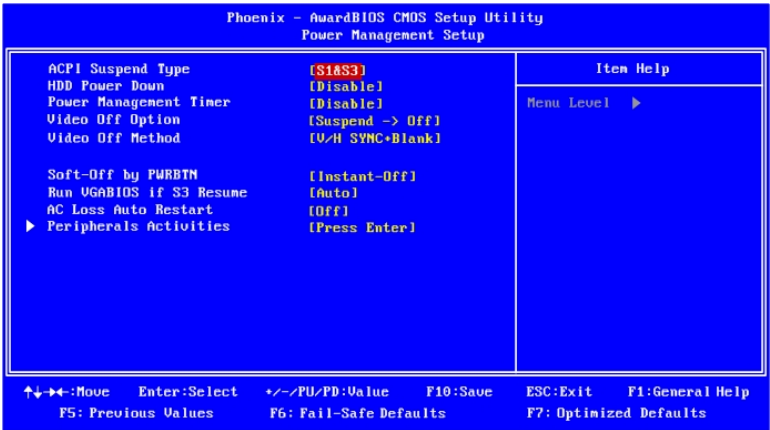 Phoenix - AwardBIOS CMOS Setup Utility
Power Management Setup
ACPI Suspend Type [S1&S3] Item Help
HDD Power Down [Disable]
Power Management Timer [Disable] Menu Level ▶
Video Off Option [Suspend -> Off]
Video Off Method [V/H SYNC+Blank]
Soft-Off by PWRBTN [Instant-Off]
Run VGABIOS if S3 Resume [Auto]
AC Loss Auto Restart [Off]
▶ Peripherals Activities [Press Enter]
↑↓→←:Move Enter:Select +/-/PU/PD:Value F10:Save ESC:Exit F1:General Help
F5: Previous Values F6: Fail-Safe Defaults F7: Optimized Defaults